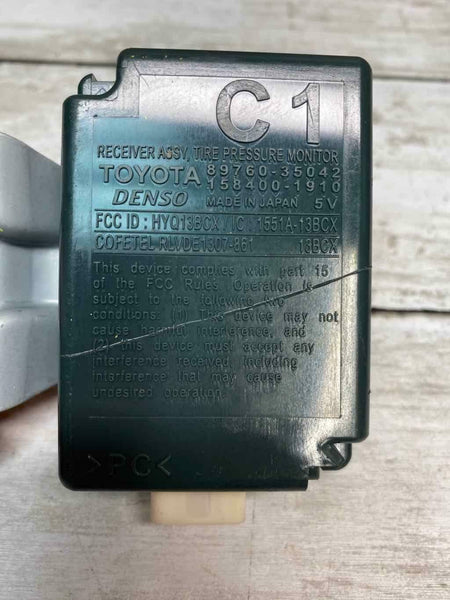 C1
RECEIVER ASSY, TIRE PRESSURE MONITOR
TOYOTA 89760-35042
DENSO 158400-1910
MADE IN JAPAN 5V
FCC ID : HYQ13BCX / IC : 1551A-13BCX
COFETEL RLVDE1307-861 13BCX
This device complies with part 15
of the FCC Rules. Operation is
subject to the following two
conditions: (1) This device may not
cause harmful interference, and
(2) this device must accept any
interference received, including
interference that may cause
undesired operation.
>PC<